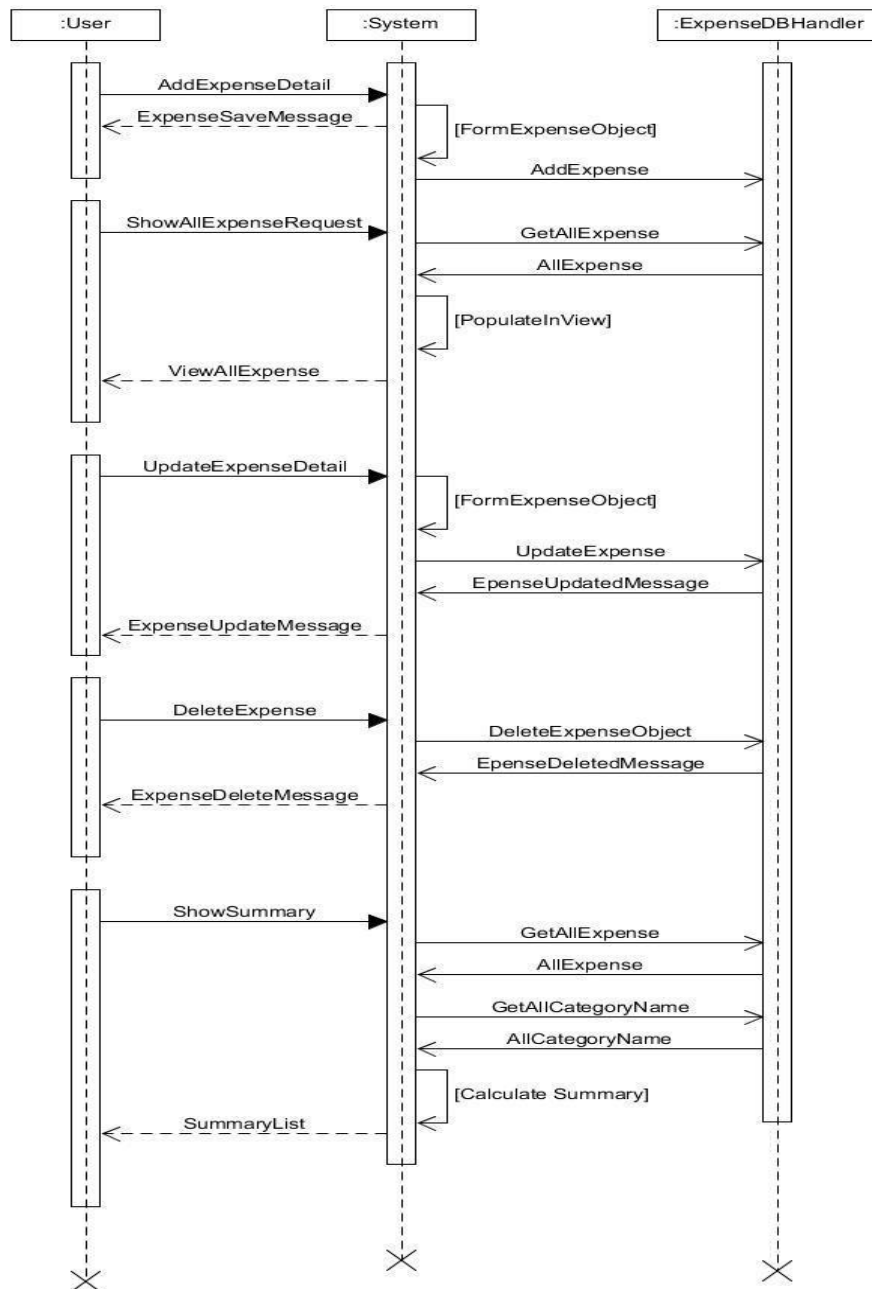 :User
:System
:ExpenseDBHandler
AddExpenseDetail
ExpenseSaveMessage
[FormExpenseObject]
AddExpense
ShowAllExpenseRequest
GetAllExpense
AllExpense
[PopulateInView]
ViewAllExpense
UpdateExpenseDetail
[FormExpenseObject]
UpdateExpense
EpenseUpdatedMessage
ExpenseUpdateMessage
DeleteExpense
DeleteExpenseObject
EpenseDeletedMessage
ExpenseDeleteMessage
ShowSummary
GetAllExpense
AllExpense
GetAllCategoryName
AllCategoryName
[Calculate Summary]
SummaryList